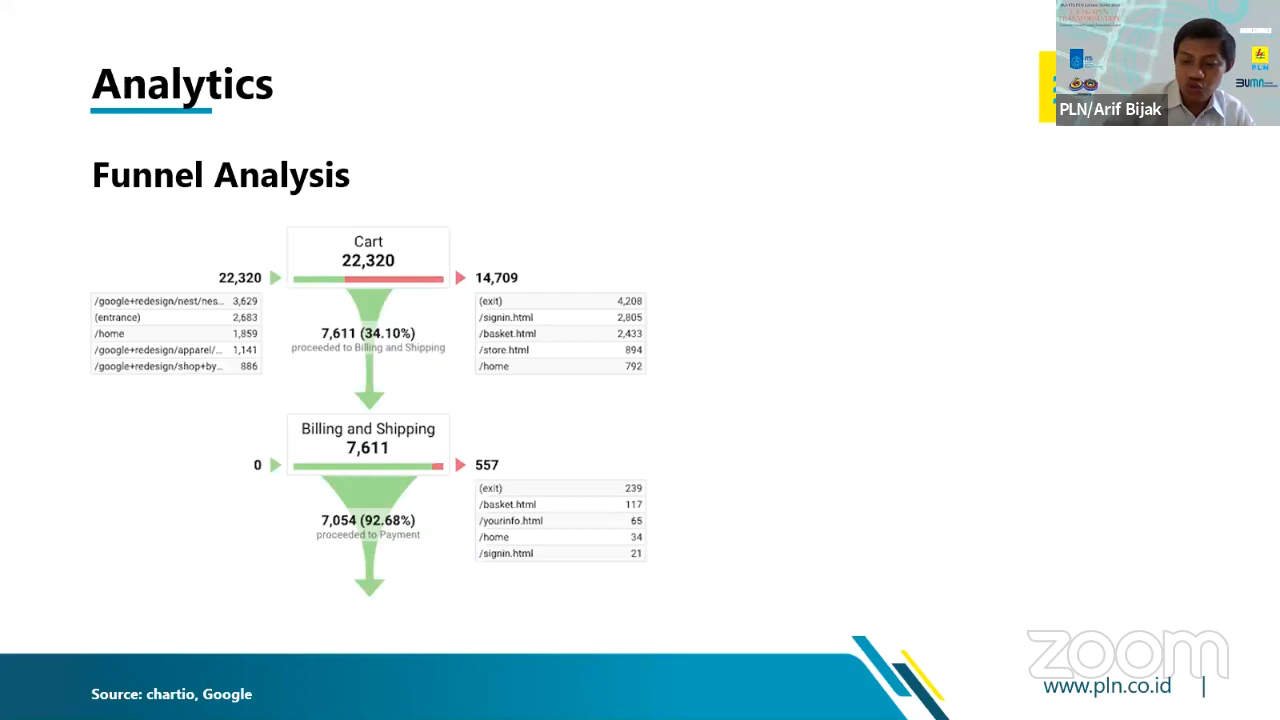 Analytics
Funnel Analysis
PLN/Arif Bijak
PLN
BUMN
Cart
22,320
22,320
14,709
/google+redesign/nest/nes... 3,629
(entrance) 2,683
/home 1,859
/google+redesign/apparel/... 1,141
/google+redesign/shop+by... 886
(exit) 4,208
/signin.html 2,805
/basket.html 2,433
/store.html 894
/home 792
7,611 (34.10%)
proceeded to Billing and Shipping
Billing and Shipping
7,611
0
557
(exit) 239
/basket.html 117
/yourinfo.html 65
/home 34
/signin.html 21
7,054 (92.68%)
proceeded to Payment
zoom
Source: chartio, Google
www.pln.co.id